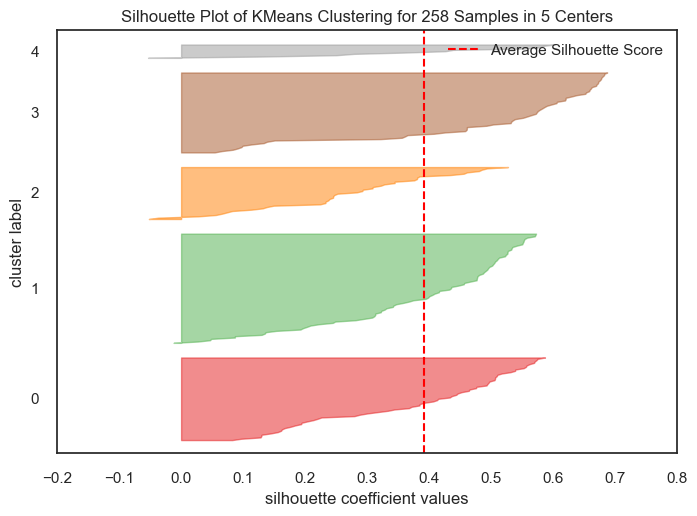 Silhouette Plot of KMeans Clustering for 258 Samples in 5 Centers
Average Silhouette Score
4
3
2
1
0
cluster label
−0.2 −0.1 0.0 0.1 0.2 0.3 0.4 0.5 0.6 0.7 0.8
silhouette coefficient values